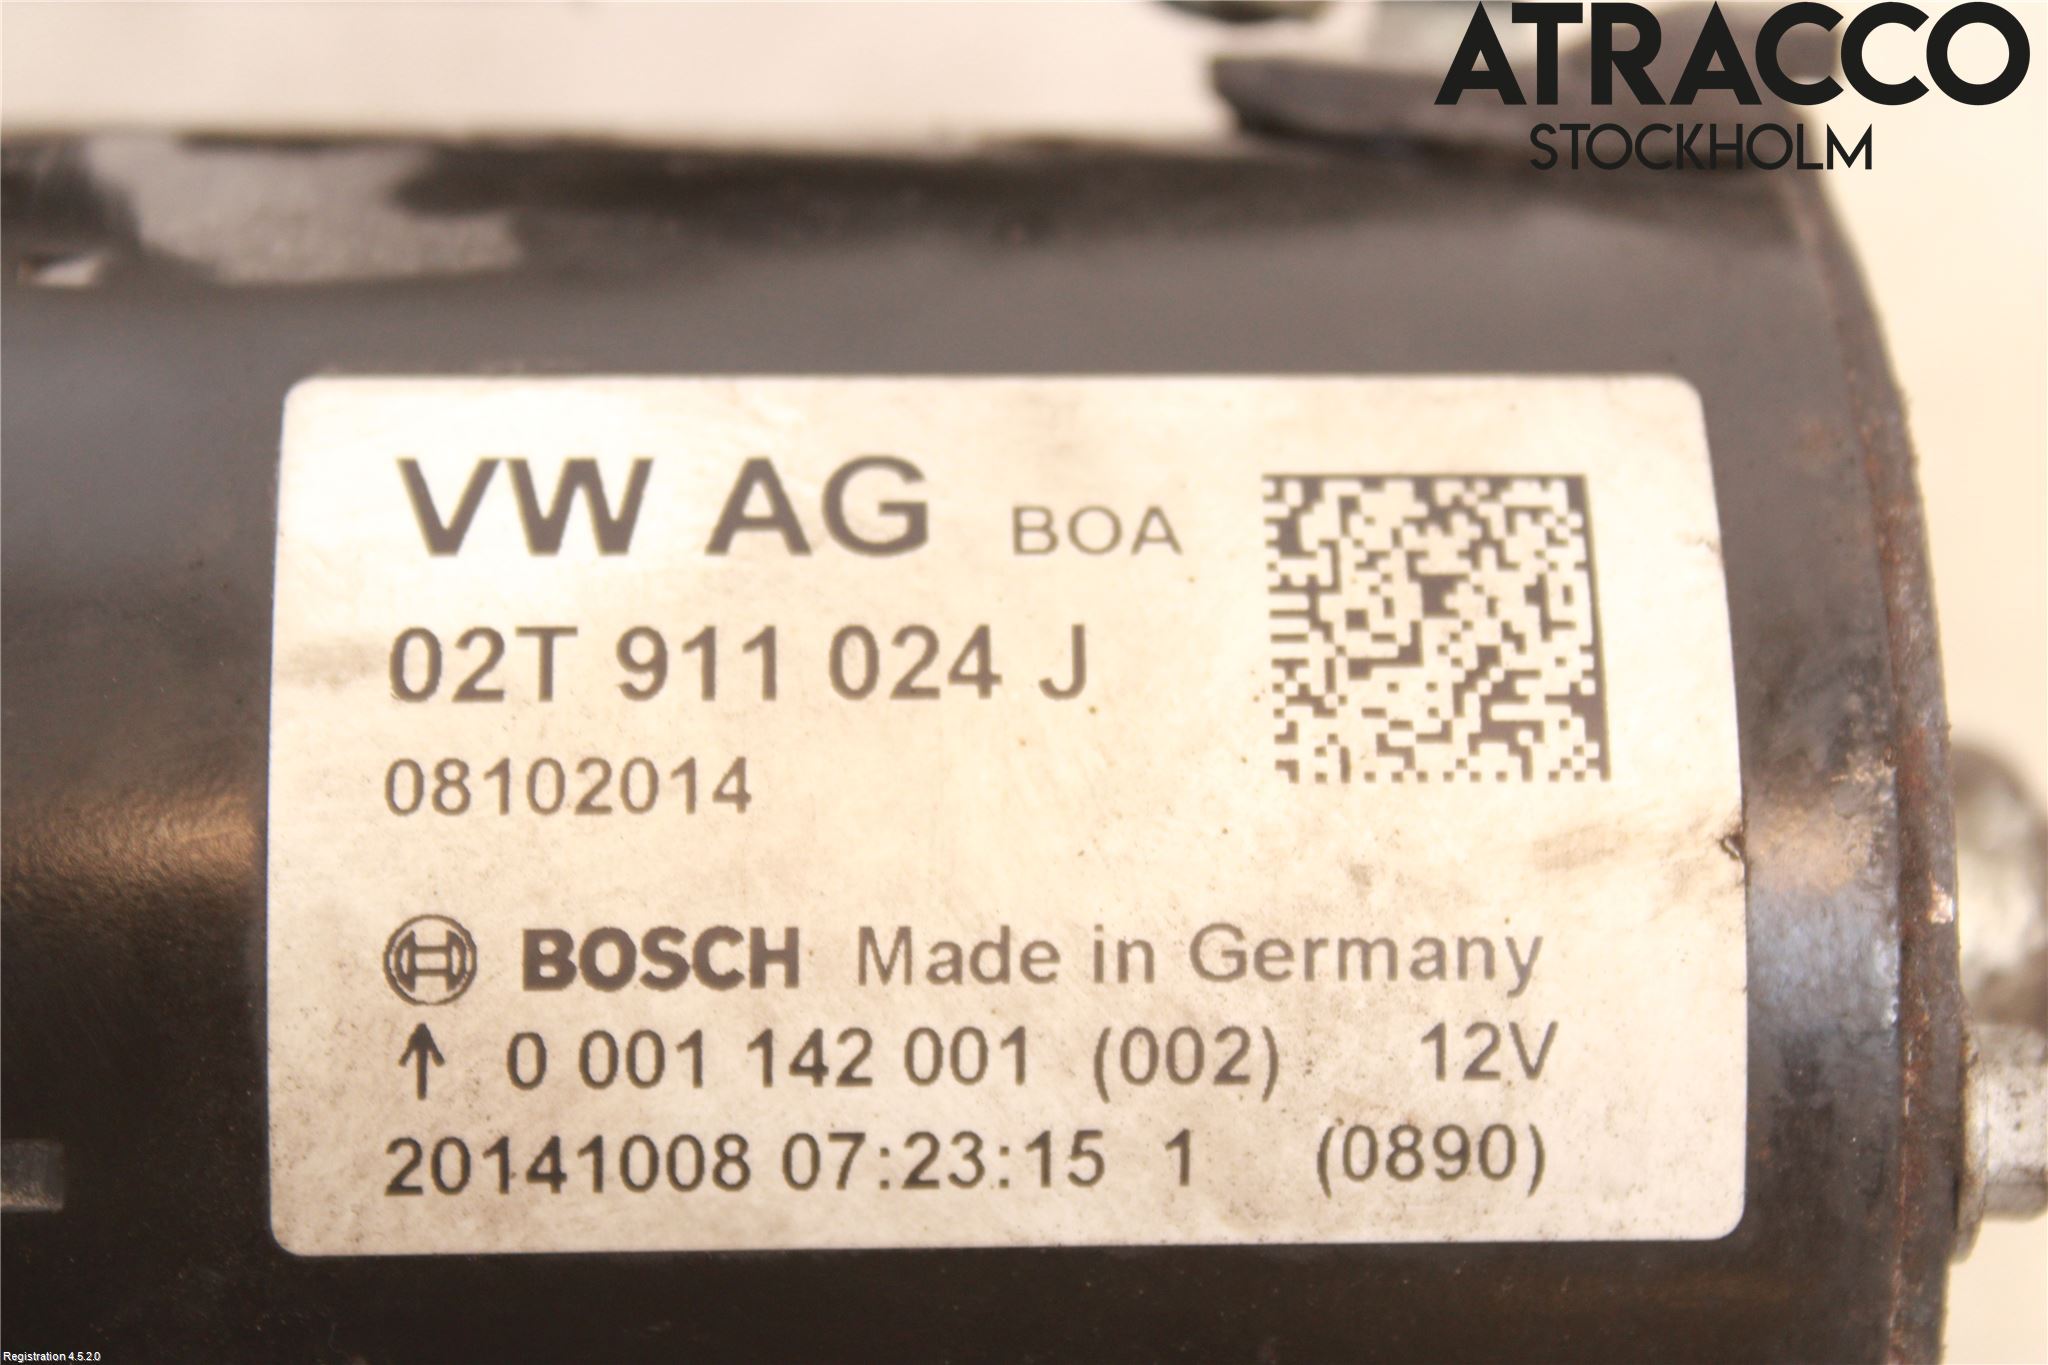 ATRACCO
STOCKHOLM
VW AG BOA
02T 911 024 J
08102014
BOSCH Made in Germany
↑ 0 001 142 001 (002) 12V
20141008 07:23:15 1 (0890)
Registration 4.5.2.0